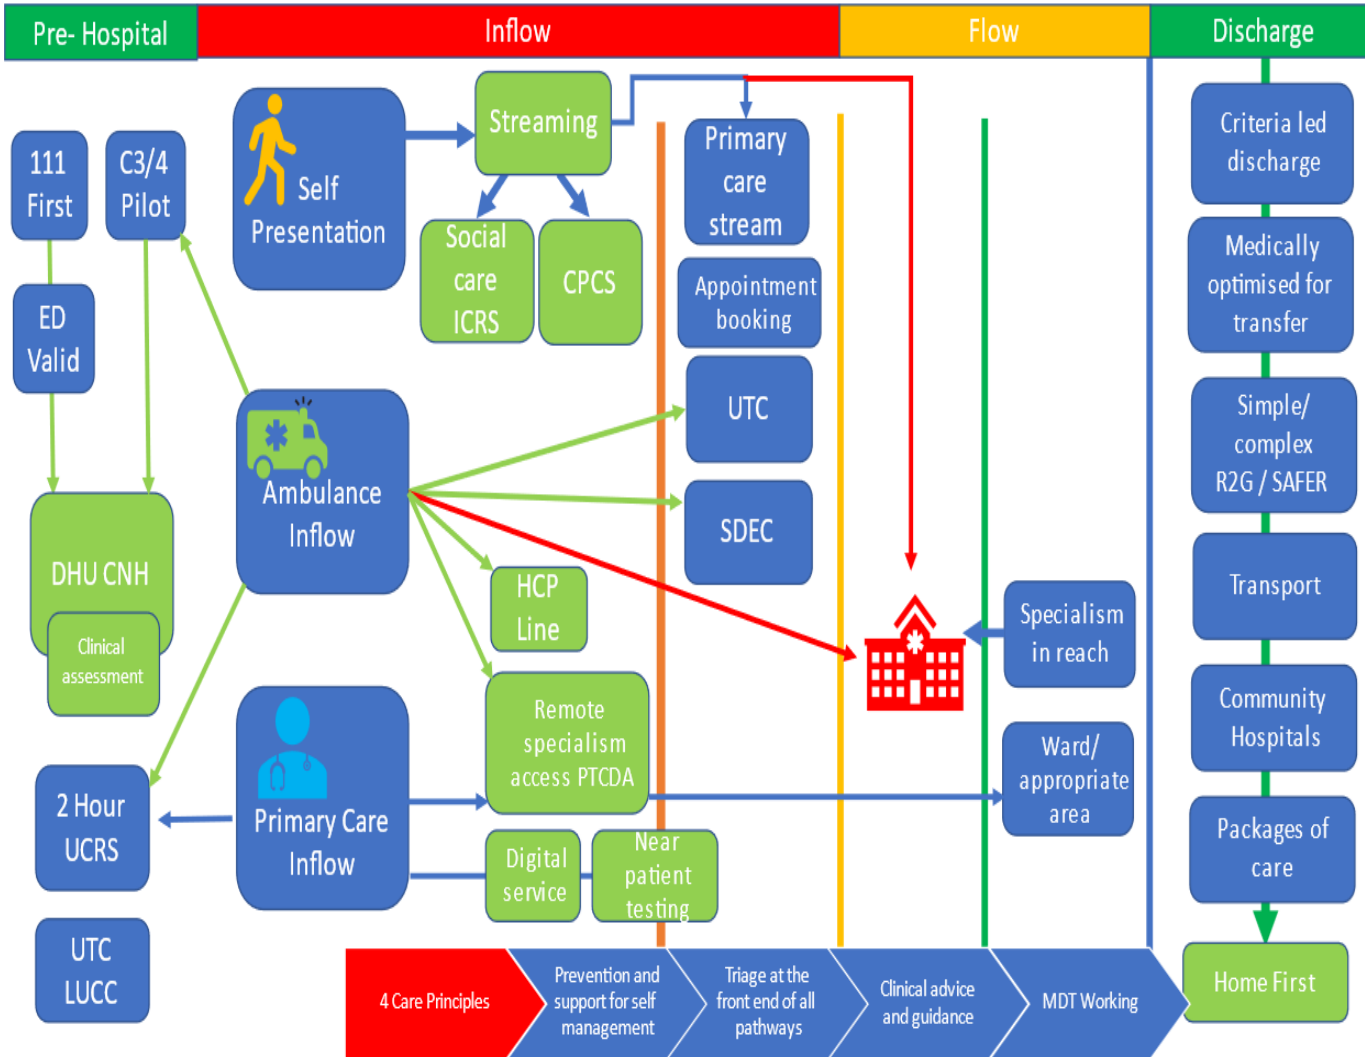 Pre- Hospital
Inflow
Flow
Discharge
111
First
C3/4
Pilot
ED
Valid
DHU CNH
Clinical
assessment
2 Hour
UCRS
UTC
LUCC
Self
Presentation
Streaming
Social
care
ICRS
CPCS
Primary
care
stream
Appointment
booking
UTC
SDEC
Ambulance
Inflow
HCP
Line
Remote
specialism
access PTCDA
Primary Care
Inflow
Digital
service
Near
patient
testing
Specialism
in reach
Ward/
appropriate
area
Criteria led
discharge
Medically
optimised for
transfer
Simple/
complex
R2G / SAFER
Transport
Community
Hospitals
Packages of
care
Home First
4 Care Principles
Prevention and
support for self
management
Triage at the
front end of all
pathways
Clinical advice
and guidance
MDT Working